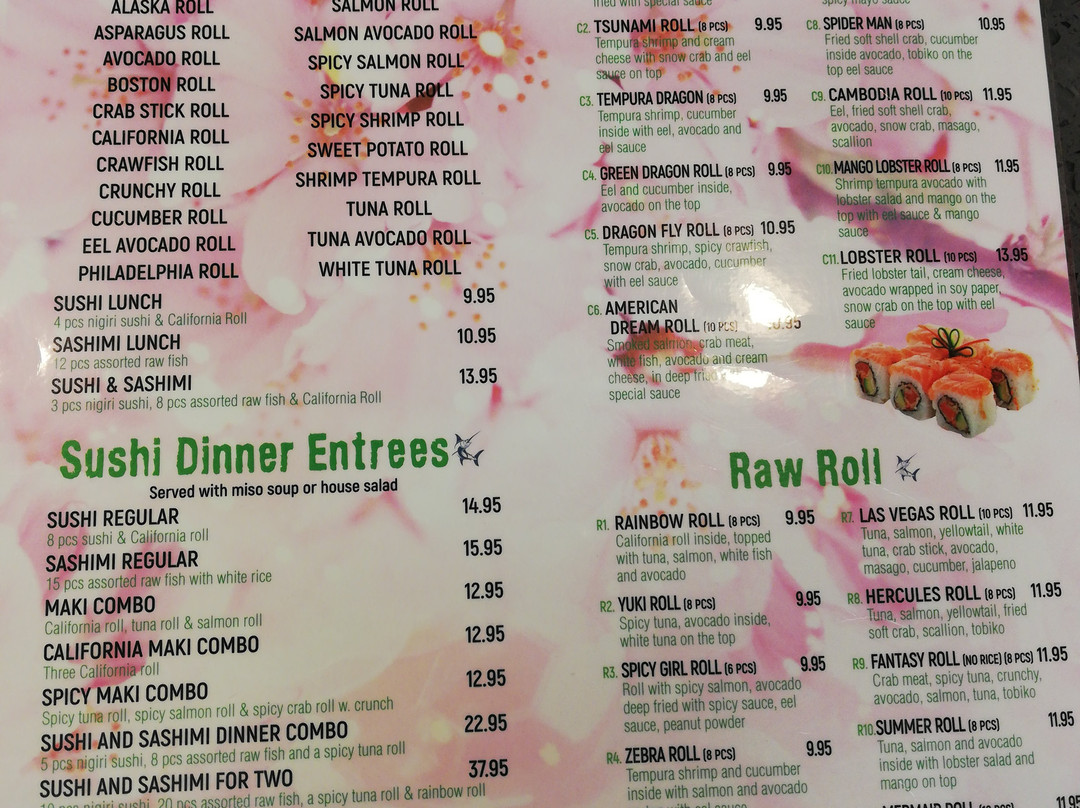 ALASKA ROLL
ASPARAGUS ROLL
AVOCADO ROLL
BOSTON ROLL
CRAB STICK ROLL
CALIFORNIA ROLL
CRAWFISH ROLL
CRUNCHY ROLL
CUCUMBER ROLL
EEL AVOCADO ROLL
PHILADELPHIA ROLL
SALMON ROLL
SALMON AVOCADO ROLL
SPICY SALMON ROLL
SPICY TUNA ROLL
SPICY SHRIMP ROLL
SWEET POTATO ROLL
SHRIMP TEMPURA ROLL
TUNA ROLL
TUNA AVOCADO ROLL
WHITE TUNA ROLL
SUSHI LUNCH 9.95
4 pcs nigiri sushi & California Roll
SASHIMI LUNCH 10.95
12 pcs assorted raw fish
SUSHI & SASHIMI 13.95
3 pcs nigiri sushi, 8 pcs assorted raw fish & California Roll
Sushi Dinner Entrees
Served with miso soup or house salad
SUSHI REGULAR 14.95
8 pcs sushi & California roll
SASHIMI REGULAR 15.95
15 pcs assorted raw fish with white rice
MAKI COMBO 12.95
California roll, tuna roll & salmon roll
CALIFORNIA MAKI COMBO 12.95
Three California roll
SPICY MAKI COMBO 12.95
Spicy tuna roll, spicy salmon roll & spicy crab roll w. crunch
SUSHI AND SASHIMI DINNER COMBO 22.95
5 pcs nigiri sushi, 8 pcs assorted raw fish and a spicy tuna roll
SUSHI AND SASHIMI FOR TWO 37.95
10 pcs nigiri sushi, 20 pcs assorted raw fish, a spicy tuna roll & rainbow roll
fried with special sauce
C2. TSUNAMI ROLL (8 PCS) 9.95
Tempura shrimp and cream
cheese with snow crab and eel
sauce on top
C3. TEMPURA DRAGON (8 PCS) 9.95
Tempura shrimp, cucumber
inside with eel, avocado and
eel sauce
C4. GREEN DRAGON ROLL (8 PCS) 9.95
Eel and cucumber inside,
avocado on the top
C5. DRAGON FLY ROLL (8 PCS) 10.95
Tempura shrimp, spicy crawfish,
snow crab, avocado, cucumber
with eel sauce
C6. AMERICAN
DREAM ROLL (10 PCS)
Smoked salmon, crab meat,
white fish, avocado and cream
cheese, in deep fried
special sauce
spicy mayo sauce
C8. SPIDER MAN (8 PCS) 10.95
Fried soft shell crab, cucumber
inside avocado, tobiko on the
top eel sauce
C9. CAMBODIA ROLL (10 PCS) 11.95
Eel, fried soft shell crab,
avocado, snow crab, masago,
scallion
C10. MANGO LOBSTER ROLL (8 PCS) 11.95
Shrimp tempura avocado with
lobster salad and mango on the
top with eel sauce & mango
sauce
C11. LOBSTER ROLL (10 PCS) 13.95
Fried lobster tail, cream cheese,
avocado wrapped in soy paper,
snow crab on the top with eel
sauce
Raw Roll
R1. RAINBOW ROLL (8 PCS) 9.95
California roll inside, topped
with tuna, salmon, white fish
and avocado
R2. YUKI ROLL (8 PCS) 9.95
Spicy tuna, avocado inside,
white tuna on the top
R3. SPICY GIRL ROLL (6 PCS) 9.95
Roll with spicy salmon, avocado
deep fried with spicy sauce, eel
sauce, peanut powder
R4. ZEBRA ROLL (8 PCS) 9.95
Tempura shrimp and cucumber
inside with salmon and avocado
R7. LAS VEGAS ROLL (10 PCS) 11.95
Tuna, salmon, yellowtail, white
tuna, crab stick, avocado,
masago, cucumber, jalapeno
R8. HERCULES ROLL (8 PCS) 11.95
Tuna, salmon, yellowtail, fried
soft crab, scallion, tobiko
R9. FANTASY ROLL (NO RICE) (8 PCS) 11.95
Crab meat, spicy tuna, crunchy,
avocado, salmon, tuna, tobiko
R10. SUMMER ROLL (8 PCS) 11.95
Tuna, salmon and avocado
inside with lobster salad and
mango on top